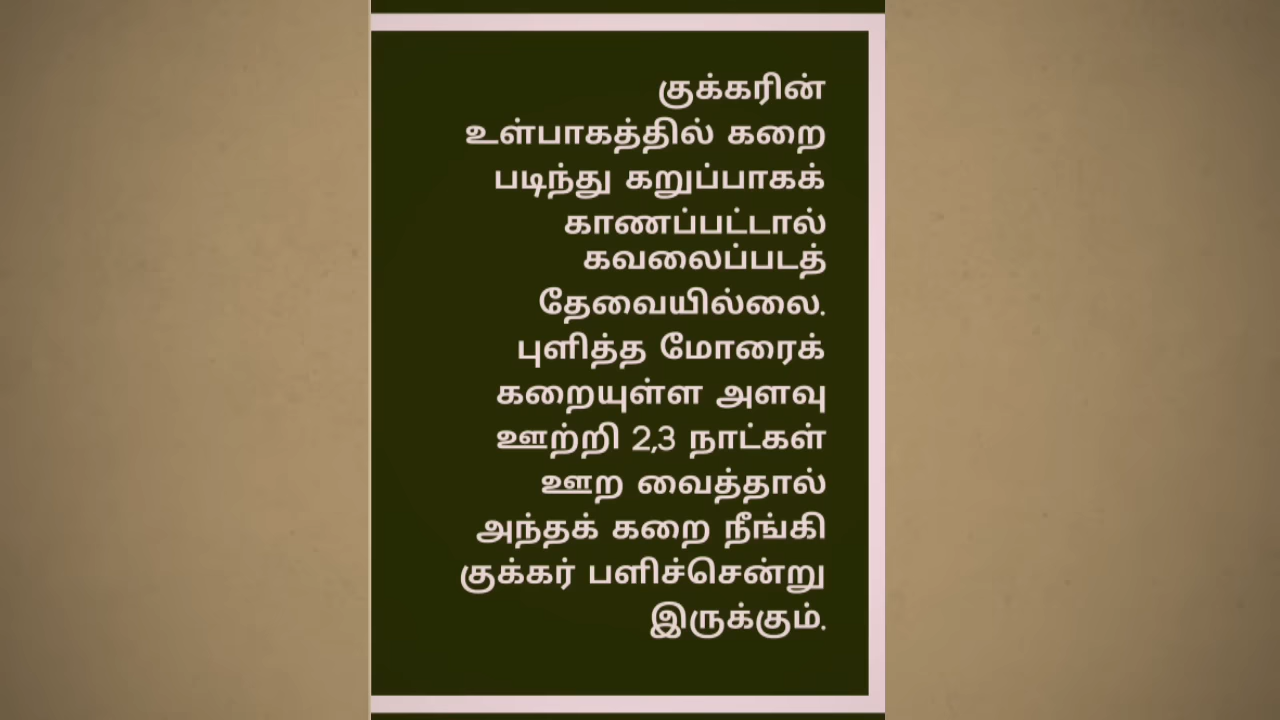 குக்கரின்
உள்பாகத்தில் கறை
படிந்து கறுப்பாகக்
காணப்பட்டால்
கவலைப்படத்
தேவையில்லை.
புளித்த மோரைக்
கறையுள்ள அளவு
ஊற்றி 2,3 நாட்கள்
ஊற வைத்தால்
அந்தக் கறை நீங்கி
குக்கர் பளிச்சென்று
இருக்கும்.